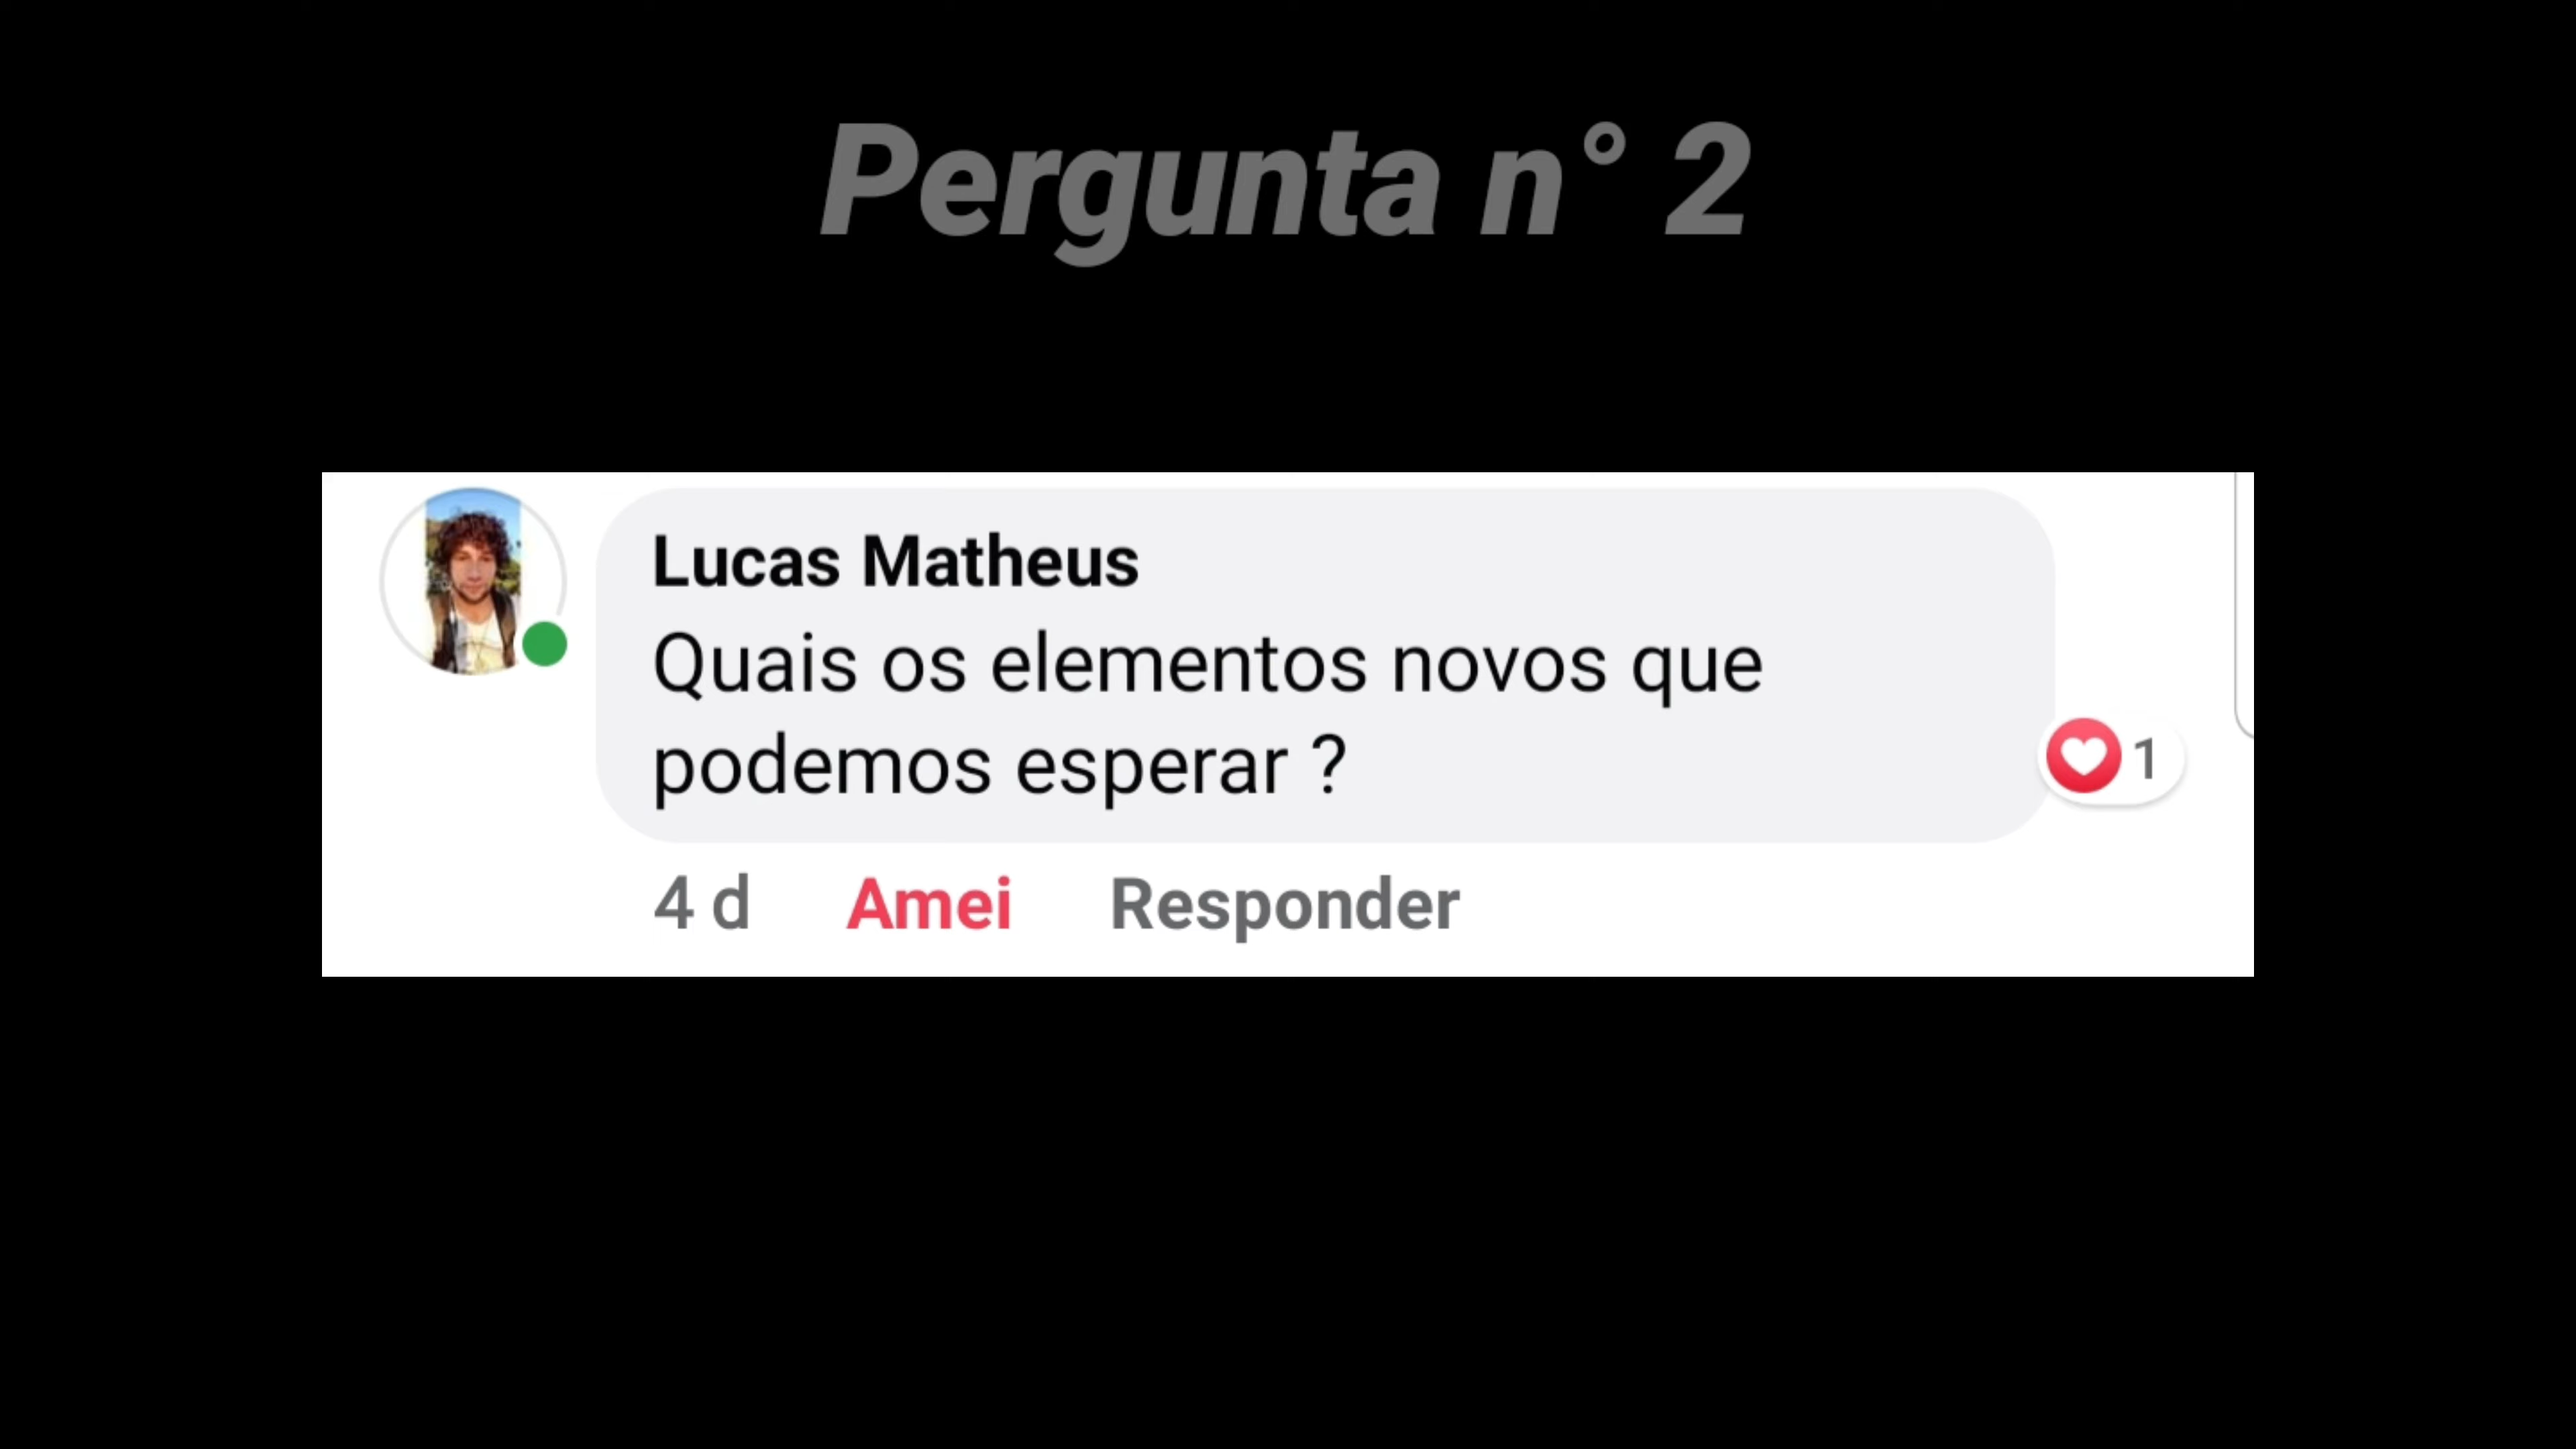 Pergunta n° 2
Lucas Matheus
Quais os elementos novos que
podemos esperar ?
1
4 d Amei Responder